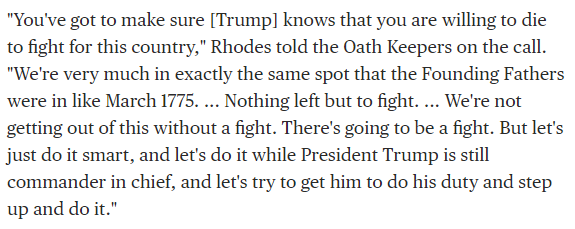 "You've got to make sure [Trump] knows that you are willing to die
to fight for this country," Rhodes told the Oath Keepers on the call.
"We're very much in exactly the same spot that the Founding Fathers
were in like March 1775. ... Nothing left but to fight. ... We're not
getting out of this without a fight. There's going to be a fight. But let's
just do it smart, and let's do it while President Trump is still
commander in chief, and let's try to get him to do his duty and step
up and do it."